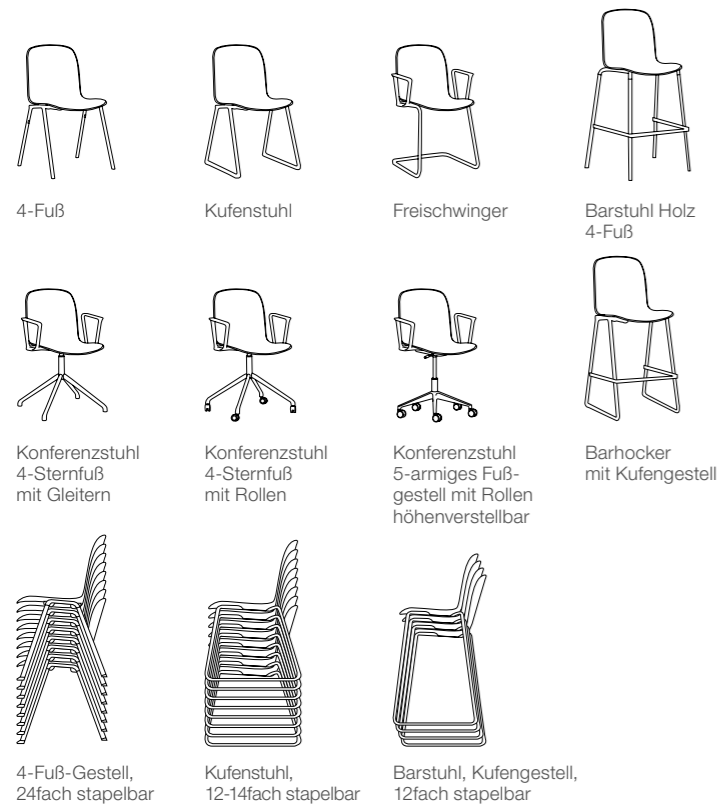 4-Fuß
Kufenstuhl
Freischwinger
Barstuhl Holz
4-Fuß
Konferenzstuhl
4-Sternfuß
mit Gleitern
Konferenzstuhl
4-Sternfuß
mit Rollen
Konferenzstuhl
5-armiges Fuß-
gestell mit Rollen
höhenverstellbar
Barhocker
mit Kufengestell
4-Fuß-Gestell,
24fach stapelbar
Kufenstuhl,
12-14fach stapelbar
Barstuhl, Kufengestell,
12fach stapelbar